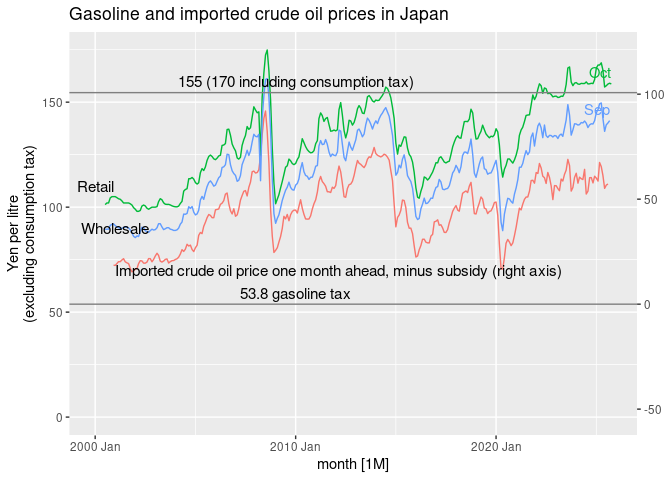 Gasoline and imported crude oil prices in Japan
155 (170 including consumption tax)
Oct
Sep
Retail
Wholesale
Imported crude oil price one month ahead, minus subsidy (right axis)
53.8 gasoline tax
Yen per litre
(excluding consumption tax)
150
100
50
0
100
50
0
-50
2000 Jan
2010 Jan
2020 Jan
month [1M]